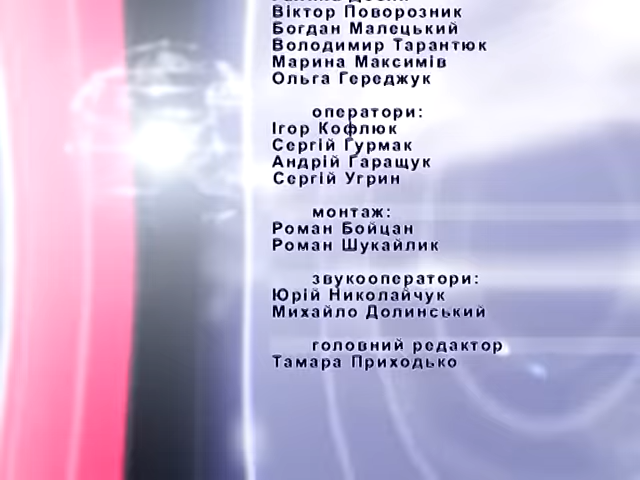 Віктор Поворозник
Богдан Малецький
Володимир Тарантюк
Марина Максимів
Ольга Гереджук
оператори:
Ігор Кофлюк
Сергій Гурмак
Андрій Гаращук
Сергій Угрин
монтаж:
Роман Бойцан
Роман Шукайлик
звукооператори:
Юрій Николайчук
Михайло Долинський
головний редактор
Тамара Приходько